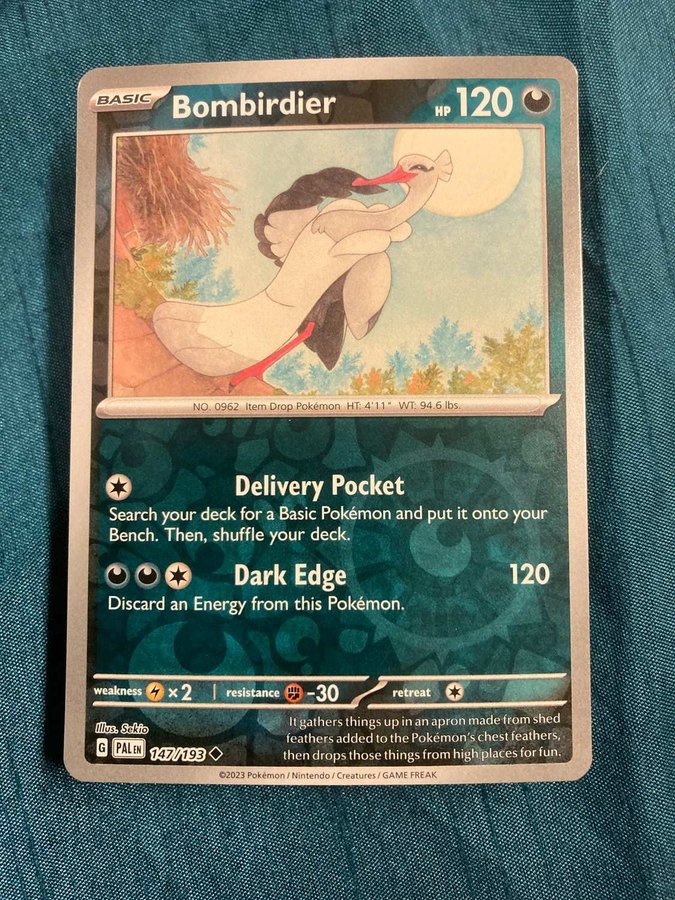 BASIC Bombirdier HP 120
NO. 0962 Item Drop Pokémon HT: 4'11" WT: 94.6 lbs.
Delivery Pocket
Search your deck for a Basic Pokémon and put it onto your
Bench. Then, shuffle your deck.
Dark Edge 120
Discard an Energy from this Pokémon.
weakness ×2 resistance -30 retreat
Illus. Sekio
G PAL EN 147/193
It gathers things up in an apron made from shed
feathers added to the Pokémon's chest feathers,
then drops those things from high places for fun.
©2023 Pokémon / Nintendo / Creatures / GAME FREAK